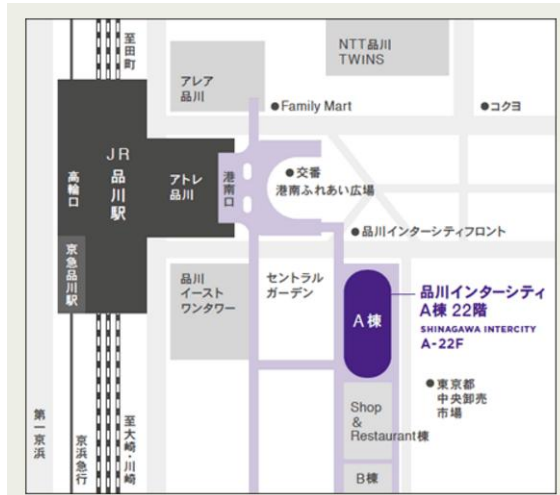 至田町
NTT品川
TWINS
アレア
品川
Family Mart
コクヨ
JR
品川駅
高輪口
アトレ
品川
港南口
交番
港南ふれあい広場
京急品川駅
品川インターシティフロント
品川
イースト
ワンタワー
セントラル
ガーデン
A棟
品川インターシティ
A棟 22階
SHINAGAWA INTERCITY
A-22F
東京都
中央卸売
市場
Shop
&
Restaurant棟
B棟
第一京浜
京浜急行
至大崎・川崎